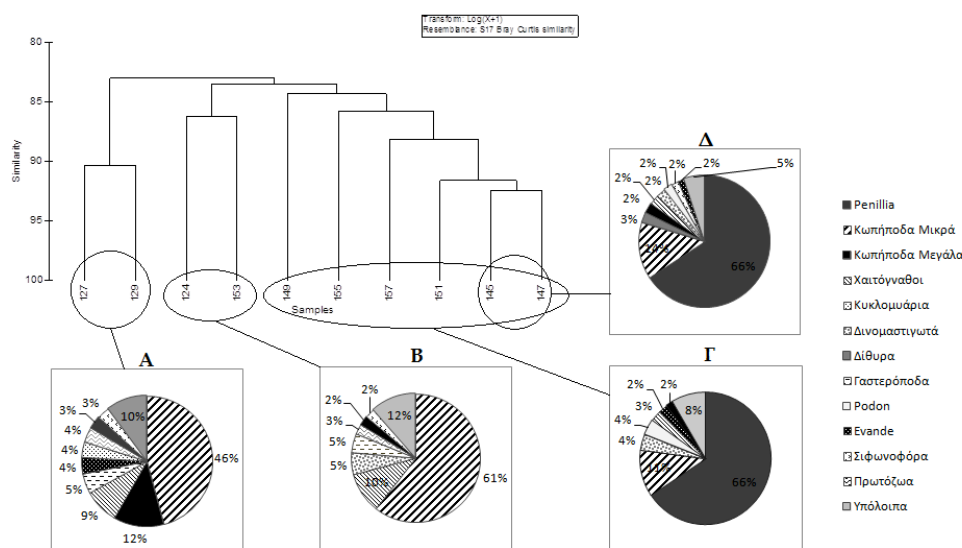 Transform: Log(X+1)
Resemblance: S17 Bray Curtis similarity
80
85
90
95
100
Similarity
127
129
124
153
149
155
157
151
145
147
Samples
Δ
2%
2%
2%
5%
2%
2%
2%
3%
66%
Penillia
Κωπήποδα Μικρά
Κωπήποδα Μεγάλα
Χαιτόγναθοι
Κυκλομυάρια
Δινομαστιγωτά
Δίθυρα
Γαστερόποδα
Podon
Evande
Σιφωνοφόρα
Πρωτόζωα
Υπόλοιπα
Α
3%
3%
10%
4%
4%
4%
5%
9%
12%
46%
Β
2%
2%
12%
3%
5%
5%
10%
61%
Γ
2%
2%
8%
3%
4%
4%
11%
66%